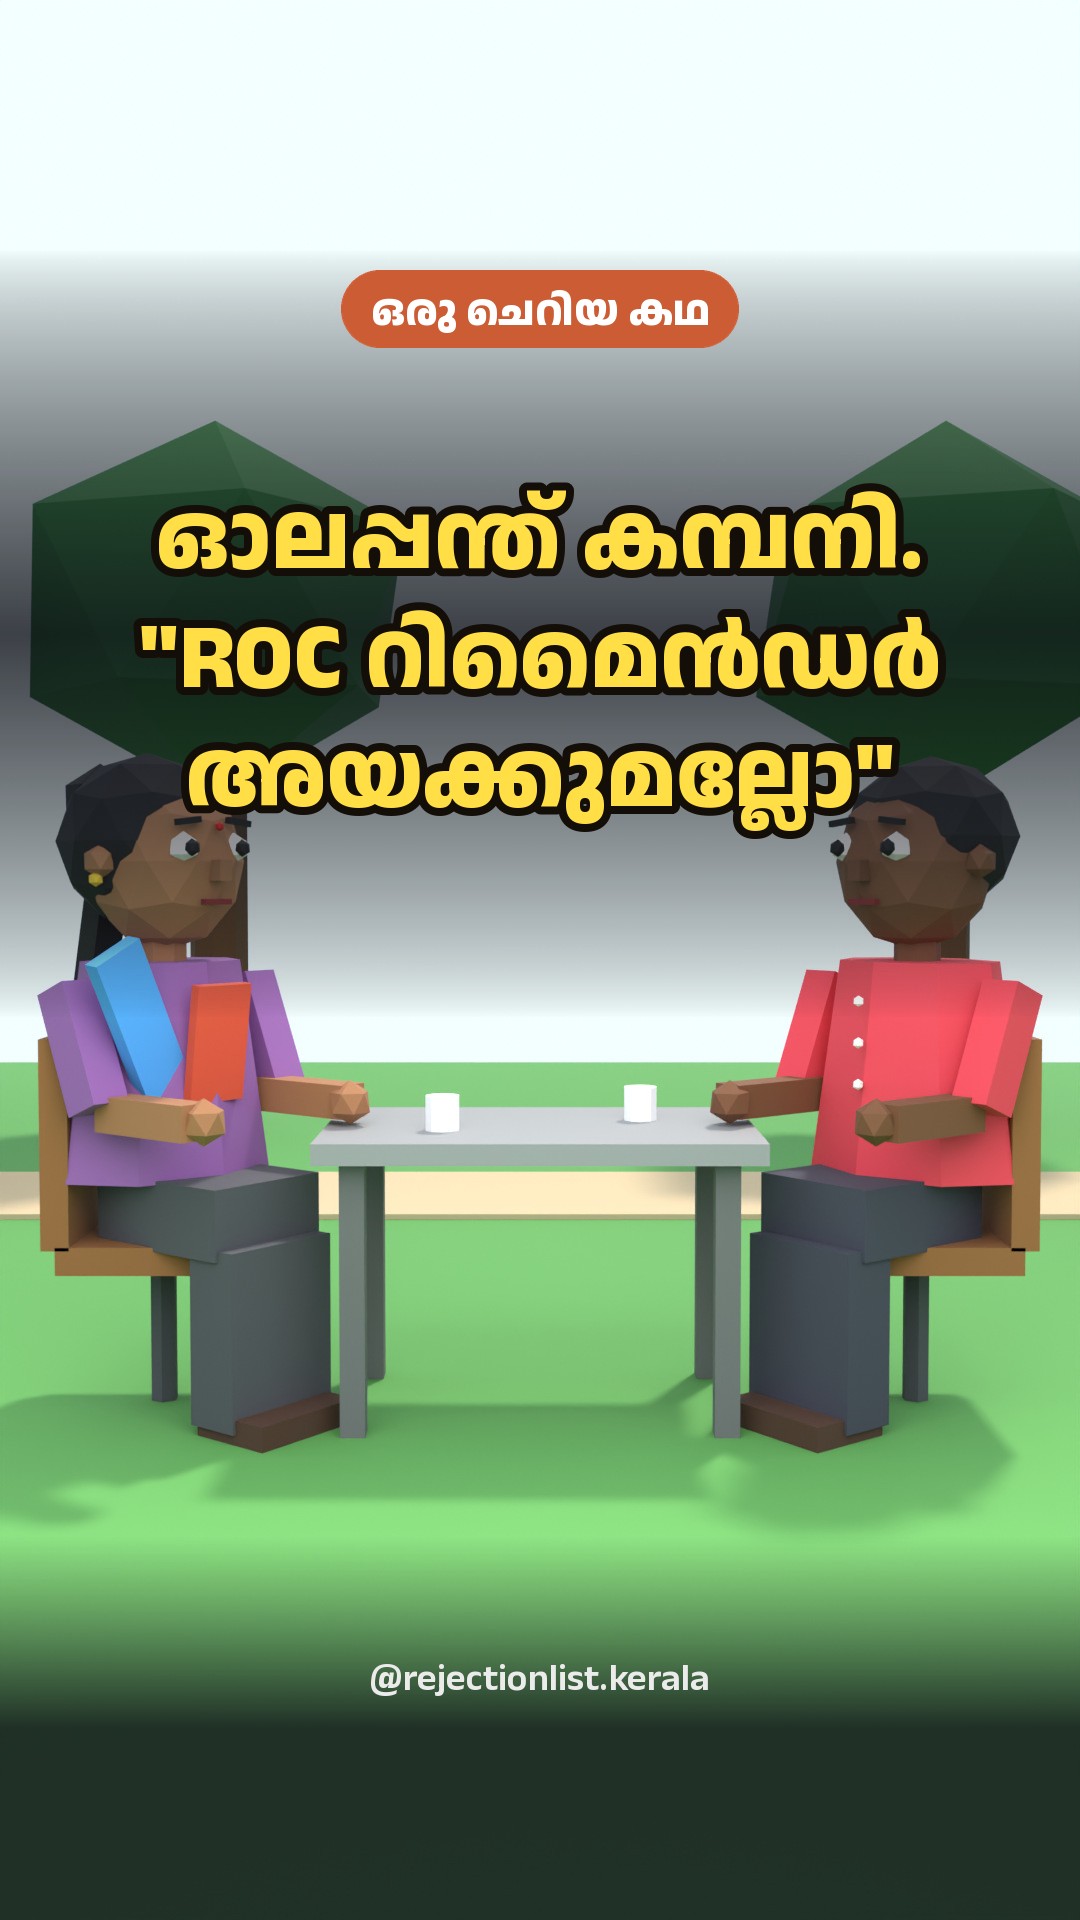 ഒരു ചെറിയ കഥ
ഓലപ്പന്ത് കമ്പനി.
"ROC റിമൈൻഡർ
അയക്കുമല്ലോ"
@rejectionlist.kerala